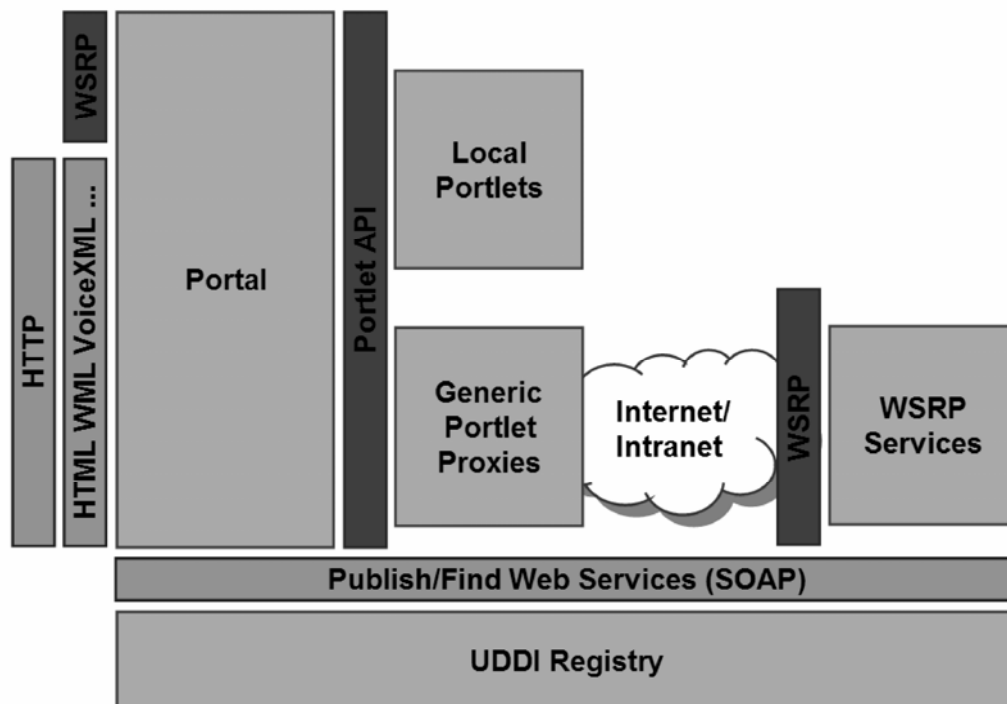 WSRP
HTTP
HTML WML VoiceXML ...
Portal
Portlet API
Local
Portlets
Generic
Portlet
Proxies
Internet/
Intranet
WSRP
WSRP
Services
Publish/Find Web Services (SOAP)
UDDI Registry